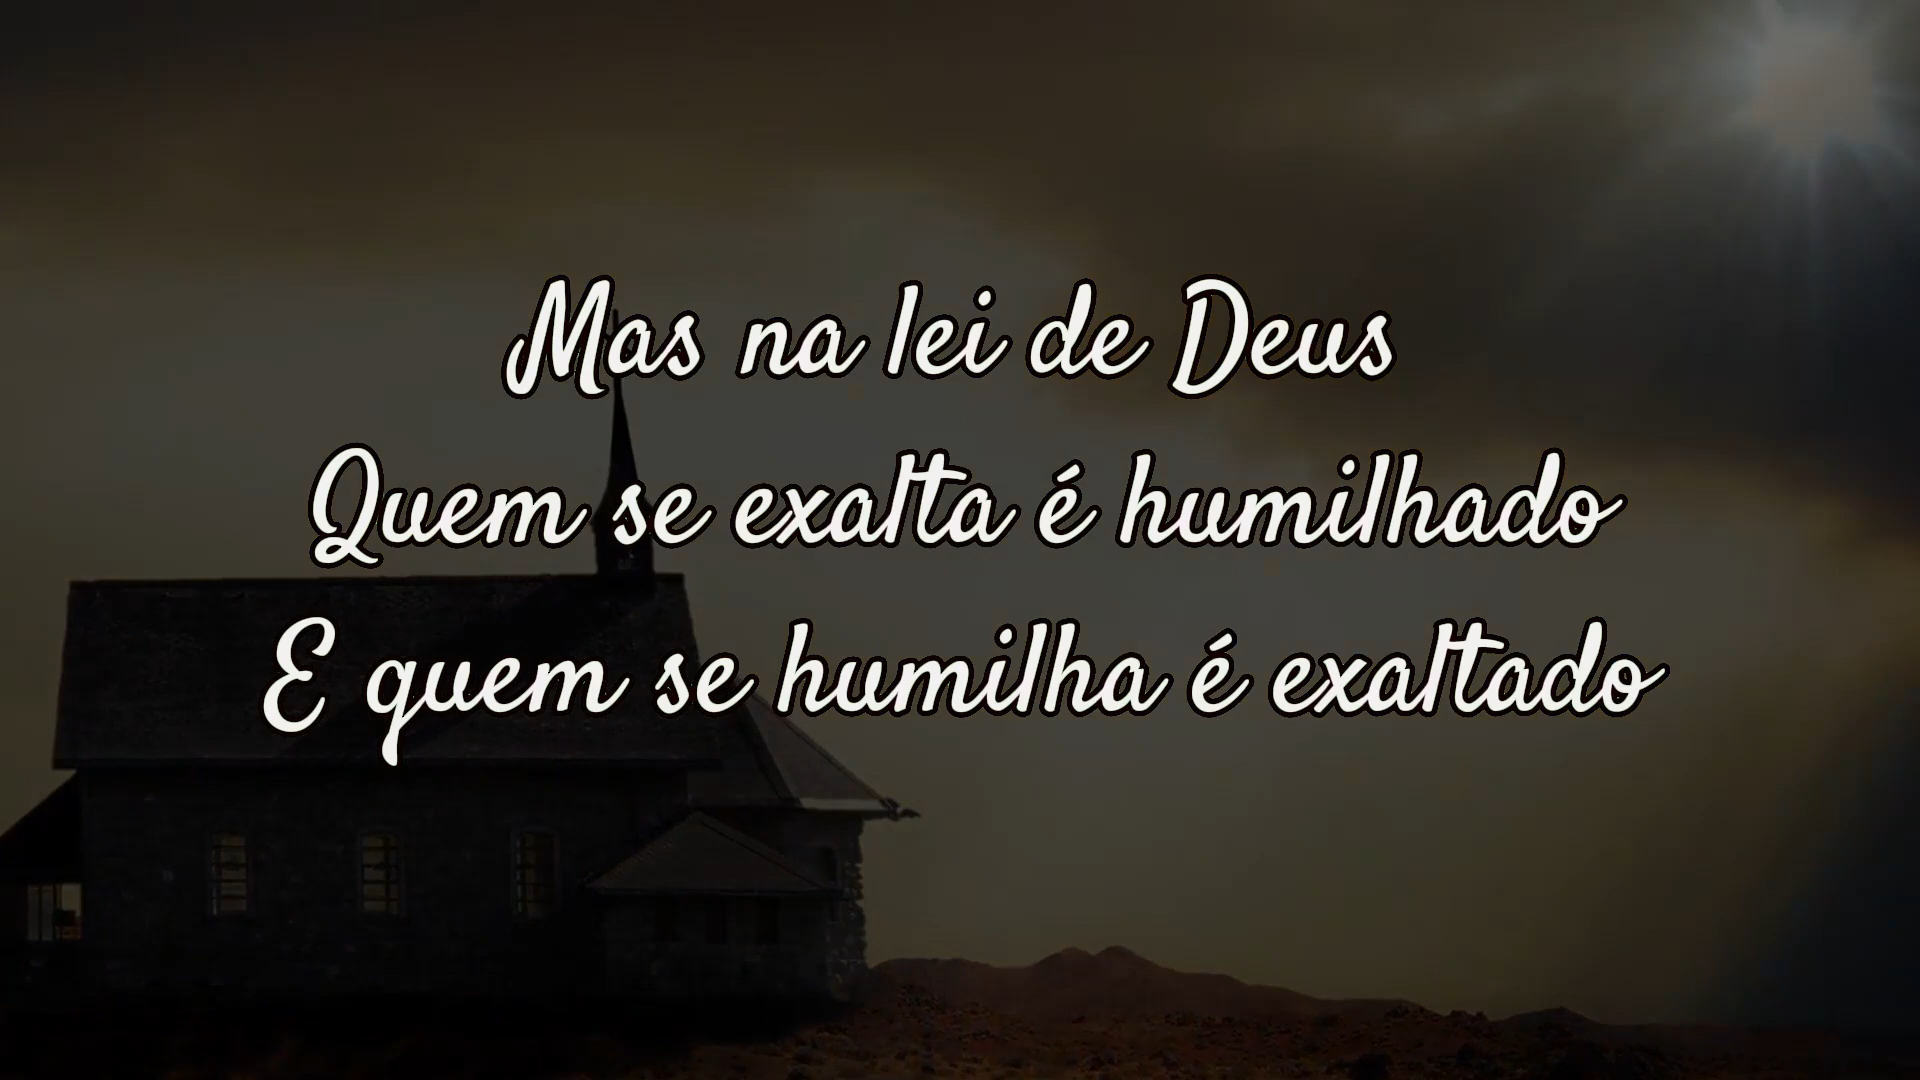 Mas na lei de Deus
Quem se exalta é humilhado
E quem se humilha é exaltado